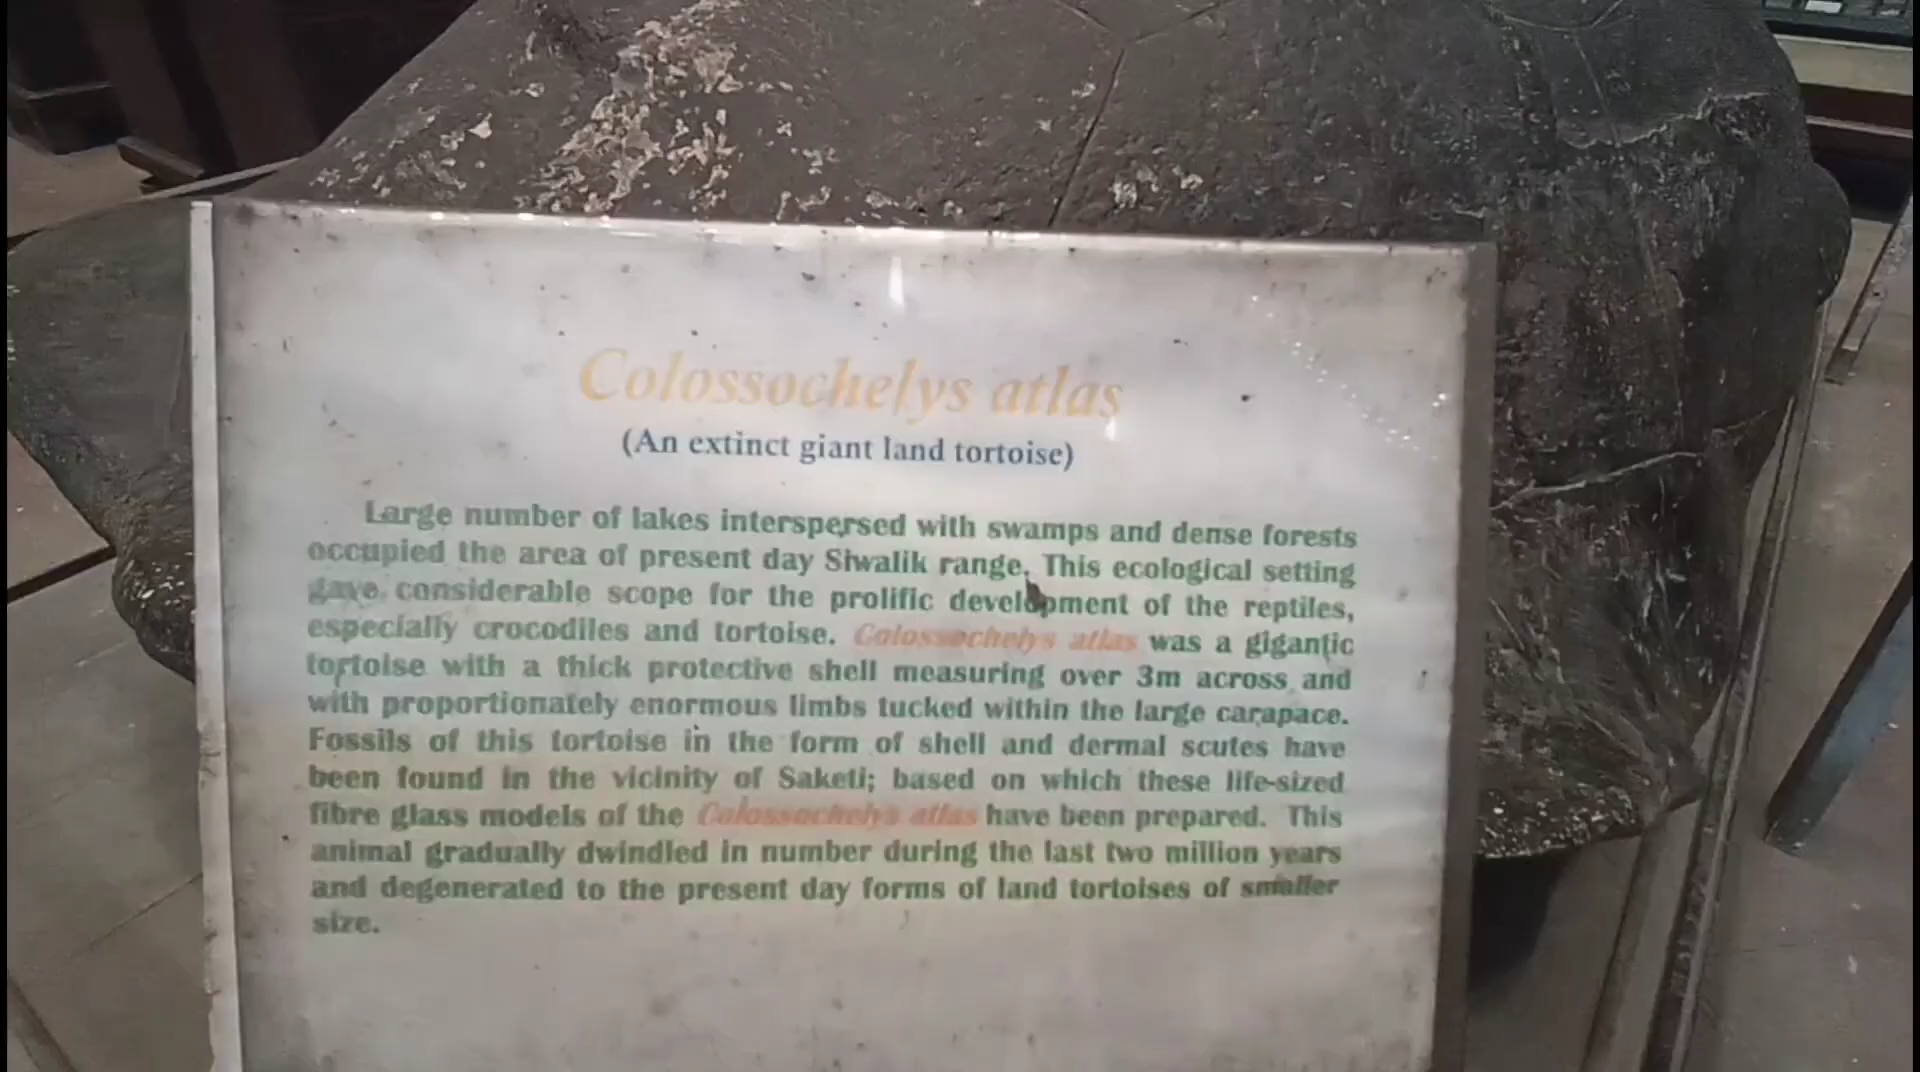 Colossochelys atlas
(An extinct giant land tortoise)
Large number of lakes interspersed with swamps and dense forests
occupied the area of present day Siwalik range. This ecological setting
gave considerable scope for the prolific development of the reptiles,
especially crocodiles and tortoise. Colossochelys atlas was a gigantic
tortoise with a thick protective shell measuring over 3m across and
with proportionately enormous limbs tucked within the large carapace.
Fossils of this tortoise in the form of shell and dermal scutes have
been found in the vicinity of Saketi; based on which these life-sized
fibre glass models of the Colossochelys atlas have been prepared. This
animal gradually dwindled in number during the last two million years
and degenerated to the present day forms of land tortoises of smaller
size.